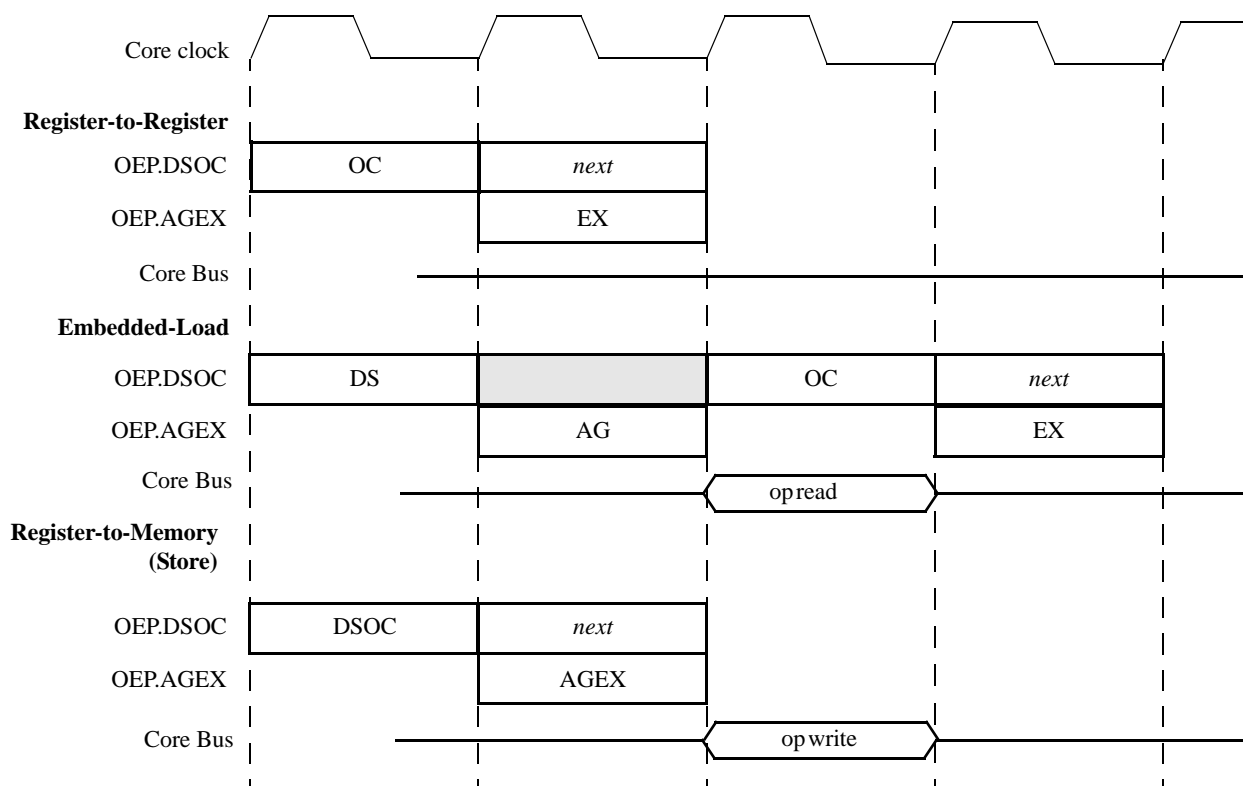 Core clock
Register-to-Register
OEP.DSOC OC next
OEP.AGEX EX
Core Bus
Embedded-Load
OEP.DSOC DS OC next
OEP.AGEX AG EX
Core Bus op read
Register-to-Memory
(Store)
OEP.DSOC DSOC next
OEP.AGEX AGEX
Core Bus op write